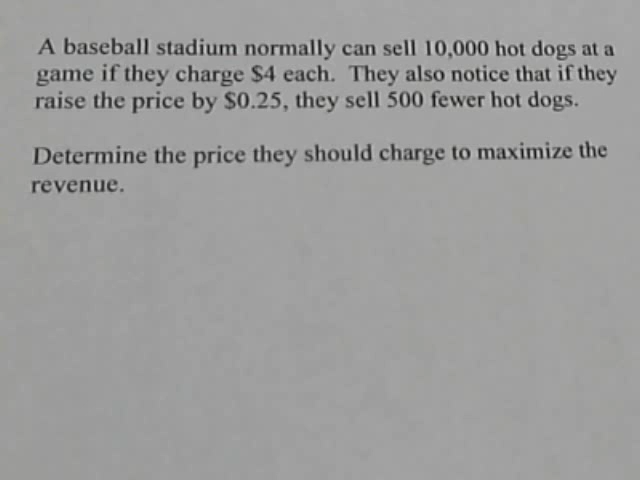 A baseball stadium normally can sell 10,000 hot dogs at a
game if they charge $4 each. They also notice that if they
raise the price by $0.25, they sell 500 fewer hot dogs.
Determine the price they should charge to maximize the
revenue.